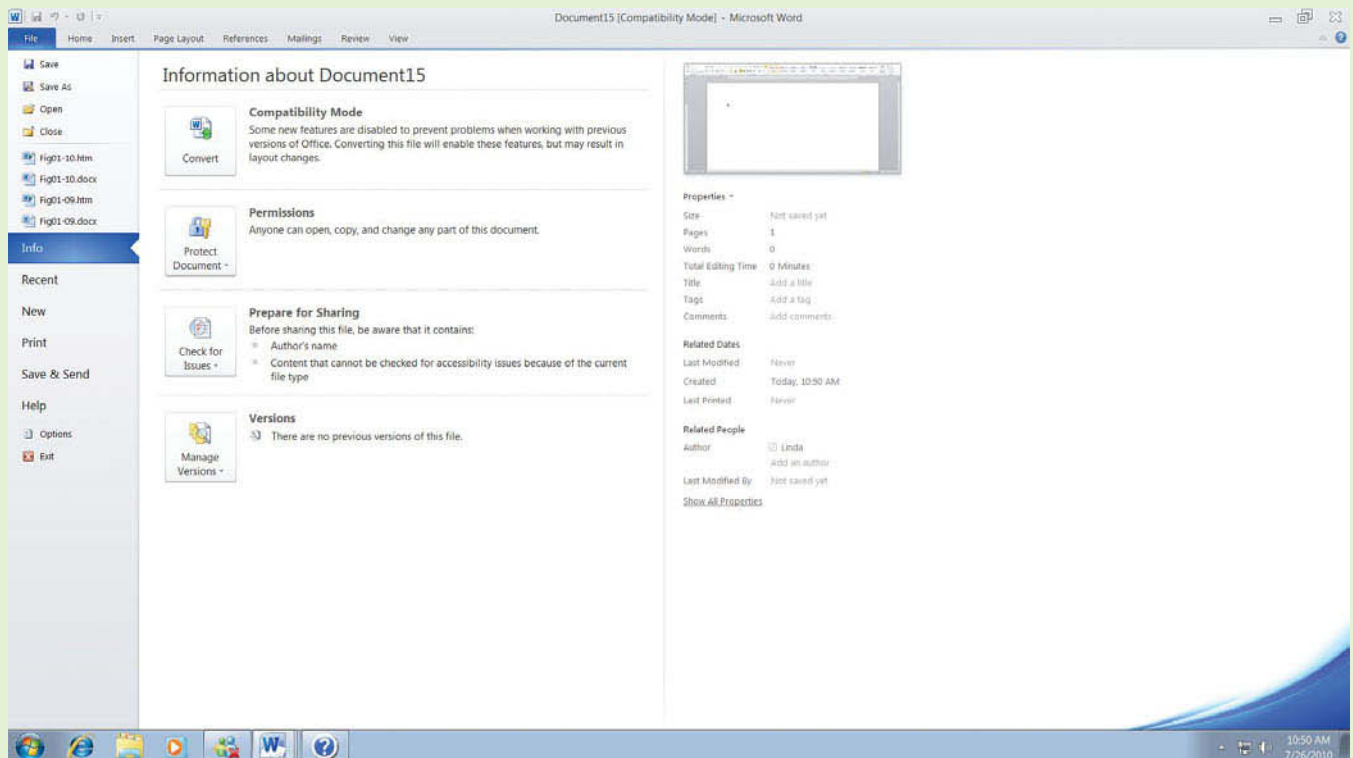 Document15 [Compatibility Mode] - Microsoft Word
File Home Insert Page Layout References Mailings Review View
Save
Save As
Open
Close
Fig01-10.htm
Fig01-10.docx
Fig01-09.htm
Fig01-09.docx
Info
Recent
New
Print
Save & Send
Help
Options
Exit
Information about Document15
Convert
Compatibility Mode
Some new features are disabled to prevent problems when working with previous
versions of Office. Converting this file will enable these features, but may result in
layout changes.
Protect
Document
Permissions
Anyone can open, copy, and change any part of this document.
Check for
Issues
Prepare for Sharing
Before sharing this file, be aware that it contains:
Author's name
Content that cannot be checked for accessibility issues because of the current
file type
Manage
Versions
Versions
There are no previous versions of this file.
Properties
Size Not saved yet
Pages 1
Words 0
Total Editing Time 0 Minutes
Title Add a title
Tags Add a tag
Comments Add comments
Related Dates
Last Modified Never
Created Today, 10:50 AM
Last Printed Never
Related People
Author Linda
Add an author
Last Modified By Not saved yet
Show All Properties
10:50 AM
7/26/2010